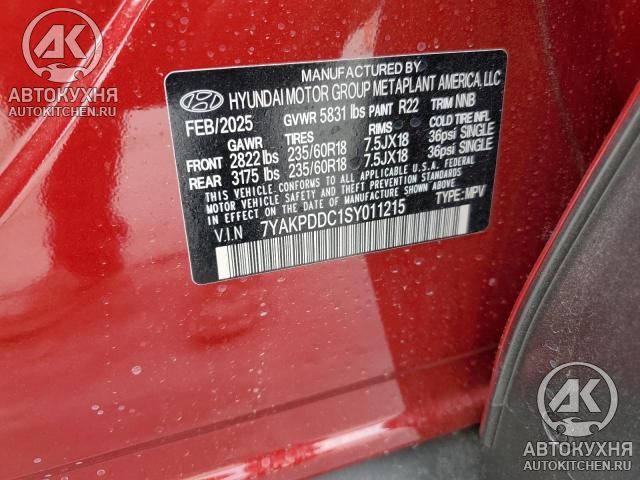 AK
АВТОКУХНЯ
AUTOKITCHEN.RU
MANUFACTURED BY
HYUNDAI MOTOR GROUP METAPLANT AMERICA, LLC
FEB/2025 GVWR 5831 lbs PAINT R22 TRIM NNB
GAWR TIRES RIMS COLD TIRE INFL.
FRONT 2822 lbs 235/60R18 7.5JX18 36psi SINGLE
REAR 3175 lbs 235/60R18 7.5JX18 36psi SINGLE
THIS VEHICLE CONFORMS TO ALL APPLICABLE U.S.A. FEDERAL
MOTOR VEHICLE SAFETY, BUMPER, AND THEFT PREVENTION STANDARDS
IN EFFECT ON THE DATE OF MANUFACTURE SHOWN ABOVE.
V.I.N 7YAKPDDC1SY011215 TYPE: MPV
AK
АВТОКУХНЯ
AUTOKITCHEN.RU